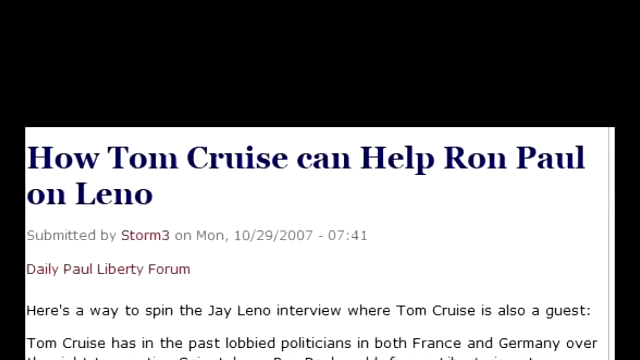 How Tom Cruise can Help Ron Paul
on Leno
Submitted by Storm3 on Mon, 10/29/2007 - 07:41
Daily Paul Liberty Forum
Here's a way to spin the Jay Leno interview where Tom Cruise is also a guest:
Tom Cruise has in the past lobbied politicians in both France and Germany over